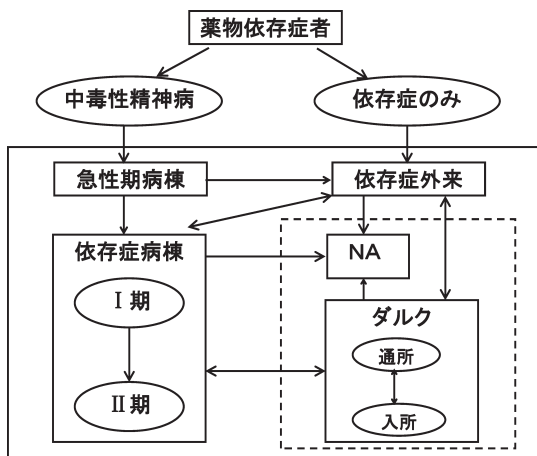 薬物依存症者
中毒性精神病
依存症のみ
急性期病棟
依存症外来
依存症病棟
NA
Ⅰ期
ダルク
通所
Ⅱ期
入所